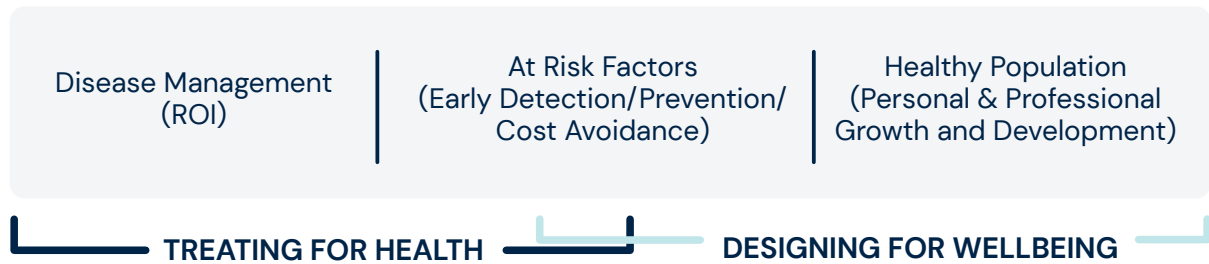 Disease Management
(ROI)
At Risk Factors
(Early Detection/Prevention/
Cost Avoidance)
Healthy Population
(Personal & Professional
Growth and Development)
TREATING FOR HEALTH
DESIGNING FOR WELLBEING